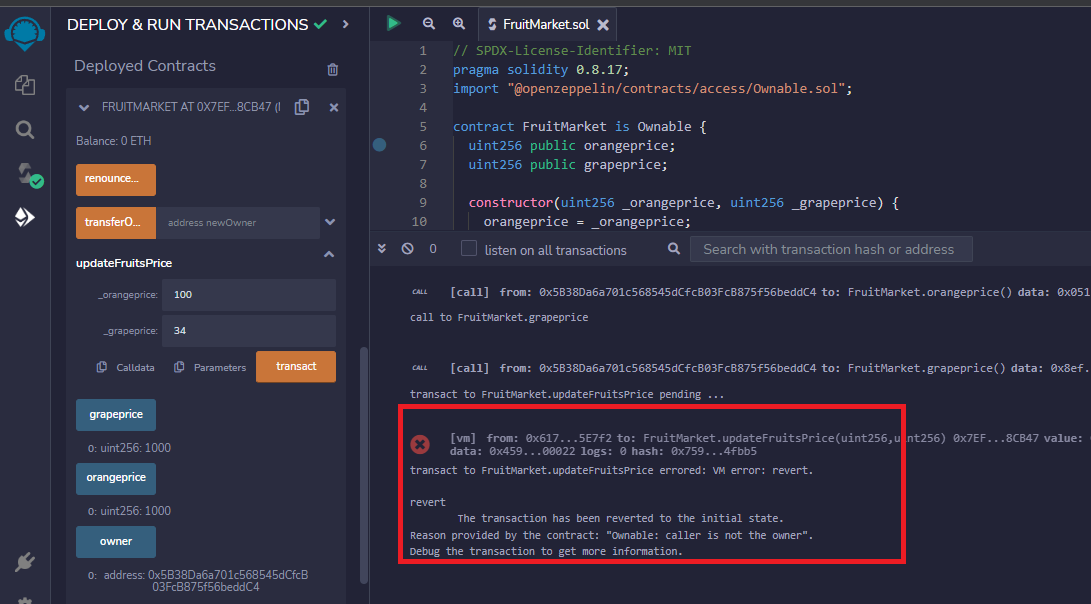 DEPLOY & RUN TRANSACTIONS
Deployed Contracts
FRUITMARKET AT 0X7EF...8CB47 (
Balance: 0 ETH
renounce...
transferO... address newOwner
updateFruitsPrice
_orangeprice: 100
_grapeprice: 34
Calldata Parameters transact
grapeprice
0: uint256: 1000
orangeprice
0: uint256: 1000
owner
0: address: 0x5B38Da6a701c568545dCfcB
03FcB875f56beddC4
FruitMarket.sol
1 // SPDX-License-Identifier: MIT
2 pragma solidity 0.8.17;
3 import "@openzeppelin/contracts/access/Ownable.sol";
4
5 contract FruitMarket is Ownable {
6 uint256 public orangeprice;
7 uint256 public grapeprice;
8
9 constructor(uint256 _orangeprice, uint256 _grapeprice) {
10 orangeprice = _orangeprice;
0 listen on all transactions Search with transaction hash or address
CALL [call] from: 0x5B38Da6a701c568545dCfcB03FcB875f56beddC4 to: FruitMarket.orangeprice() data: 0x051
call to FruitMarket.grapeprice
CALL [call] from: 0x5B38Da6a701c568545dCfcB03FcB875f56beddC4 to: FruitMarket.grapeprice() data: 0x8ef.
transact to FruitMarket.updateFruitsPrice pending ...
[vm] from: 0x617...5E7f2 to: FruitMarket.updateFruitsPrice(uint256,uint256) 0x7EF...8CB47 value:
data: 0x459...00022 logs: 0 hash: 0x759...4fbb5
transact to FruitMarket.updateFruitsPrice errored: VM error: revert.
revert
The transaction has been reverted to the initial state.
Reason provided by the contract: "Ownable: caller is not the owner".
Debug the transaction to get more information.